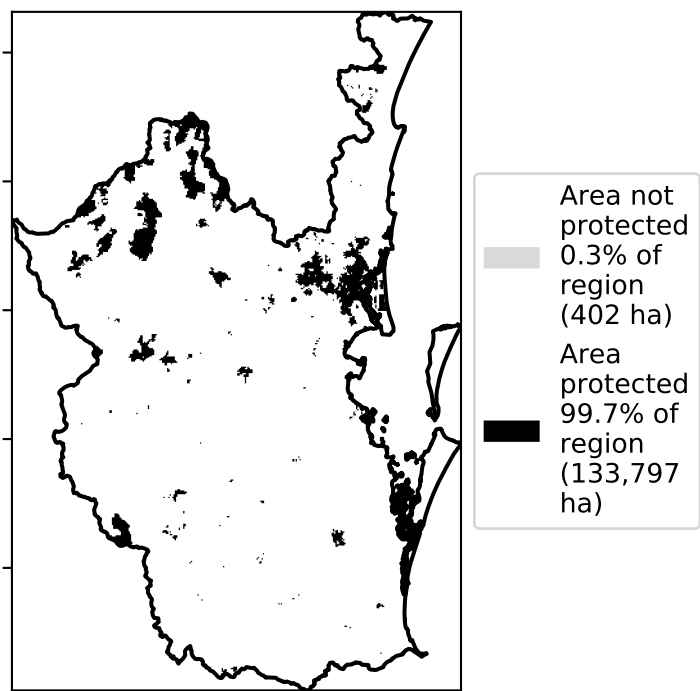 Area not
protected
0.3% of
region
(402 ha)
Area
protected
99.7% of
region
(133,797
ha)